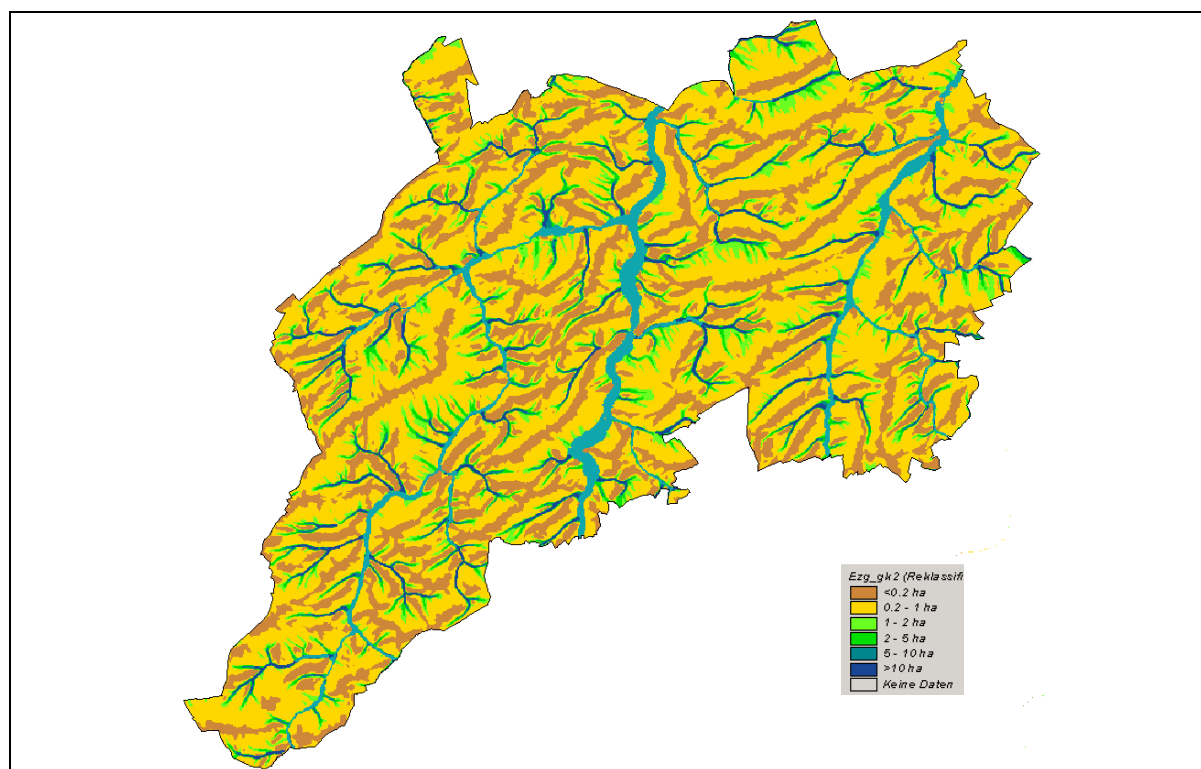 Ezg_gk2 (Reklassifi
<0.2 ha
0.2 - 1 ha
1 - 2 ha
2 - 5 ha
5 - 10 ha
>10 ha
Keine Daten